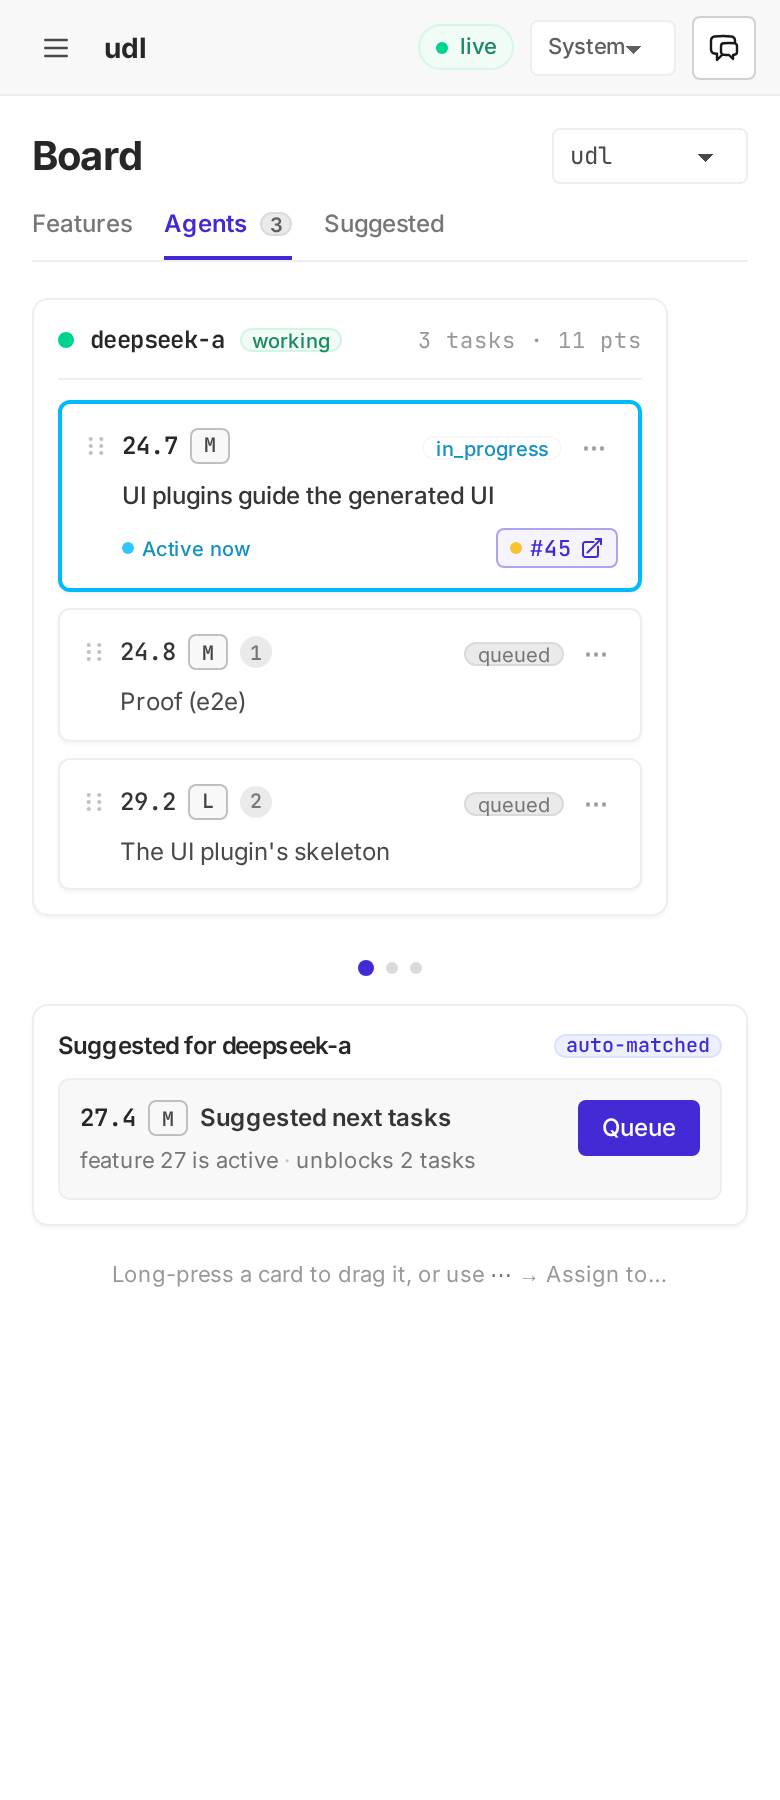 udl
live
System
Board
udl
Features
Agents 3
Suggested
deepseek-a working 3 tasks · 11 pts
24.7 M in_progress ···
UI plugins guide the generated UI
Active now #45
24.8 M 1 queued ···
Proof (e2e)
29.2 L 2 queued ···
The UI plugin's skeleton
Suggested for deepseek-a auto-matched
27.4 M Suggested next tasks Queue
feature 27 is active · unblocks 2 tasks
Long-press a card to drag it, or use ··· → Assign to…